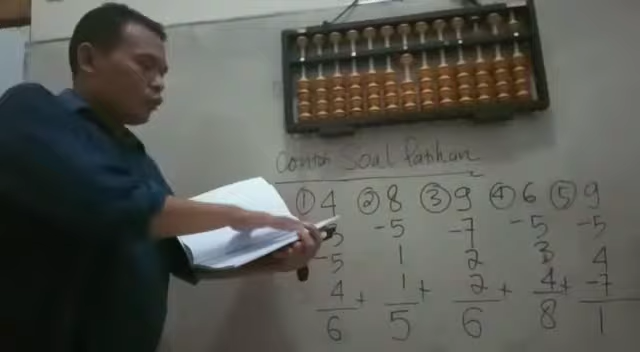 Contoh Soal Latihan
① 4 ② 8 ③ 9 ④ 6 ⑤ 9
3 -5 -7 -5 -5
-5 1 2 3 4
4 + 1 + 2 + 4 + -7
6 5 6 8 1